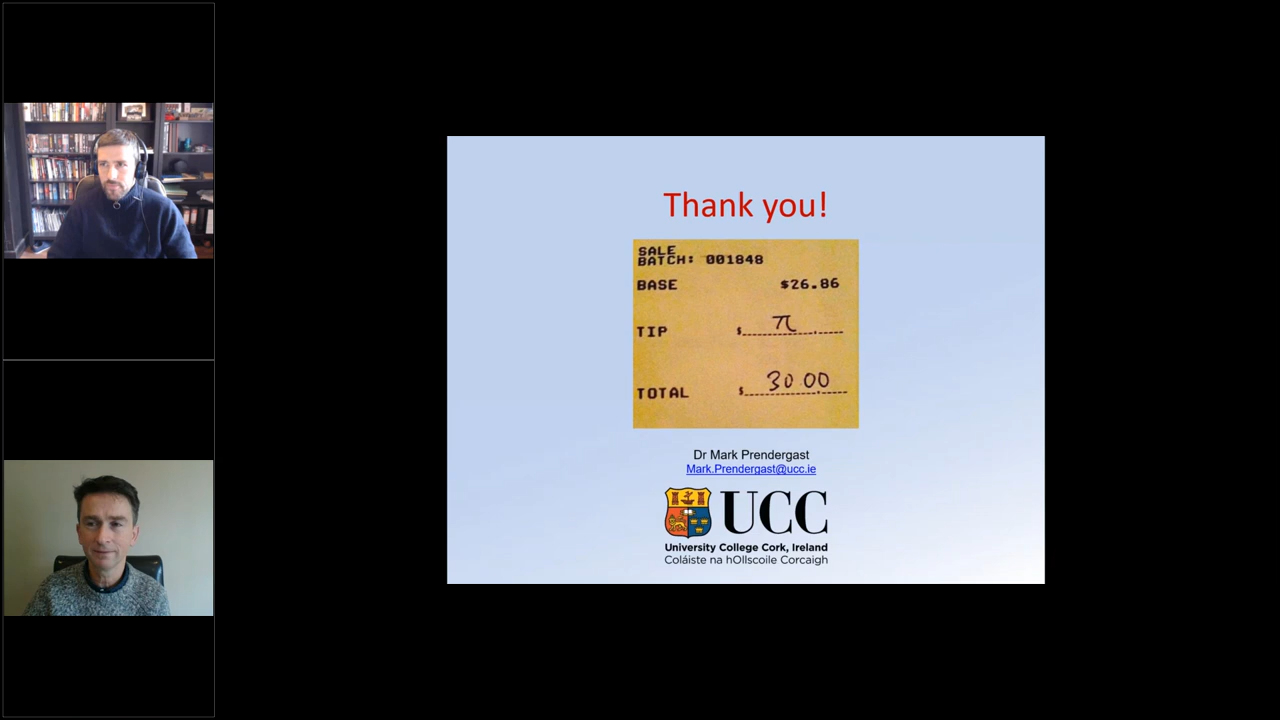 Thank you!
SALE
BATCH: 001848
BASE $26.86
TIP $ π
TOTAL $ 30.00
Dr Mark Prendergast
Mark.Prendergast@ucc.ie
UCC
University College Cork, Ireland
Coláiste na hOllscoile Corcaigh